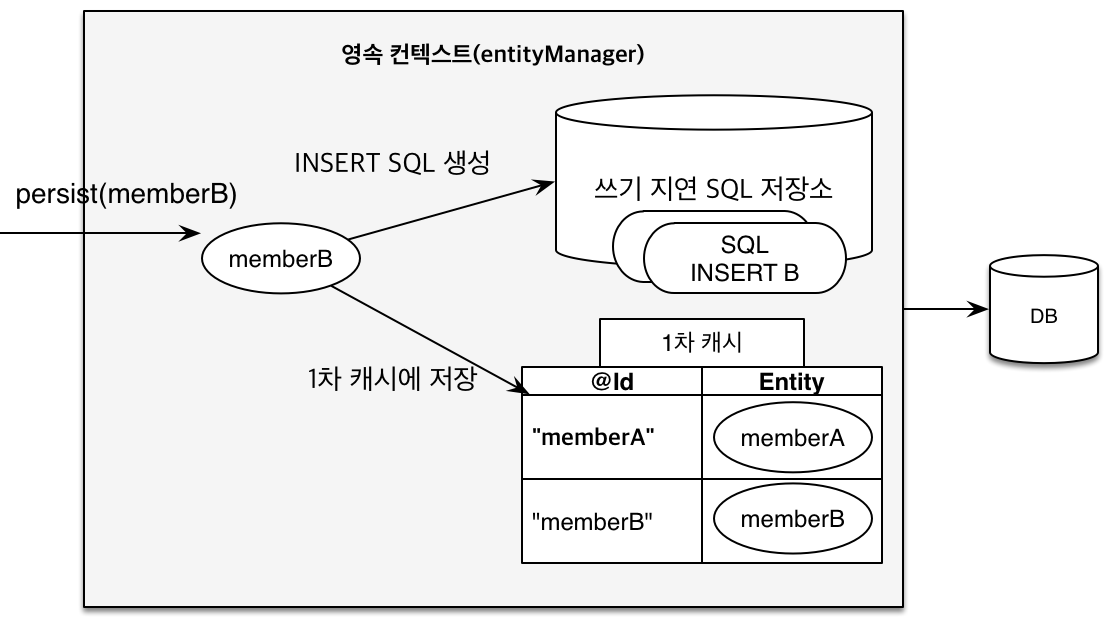 영속 컨텍스트(entityManager)
INSERT SQL 생성
persist(memberB)
쓰기 지연 SQL 저장소
memberB
SQL
INSERT B
DB
1차 캐시
1차 캐시에 저장
@Id Entity
"memberA" memberA
"memberB" memberB